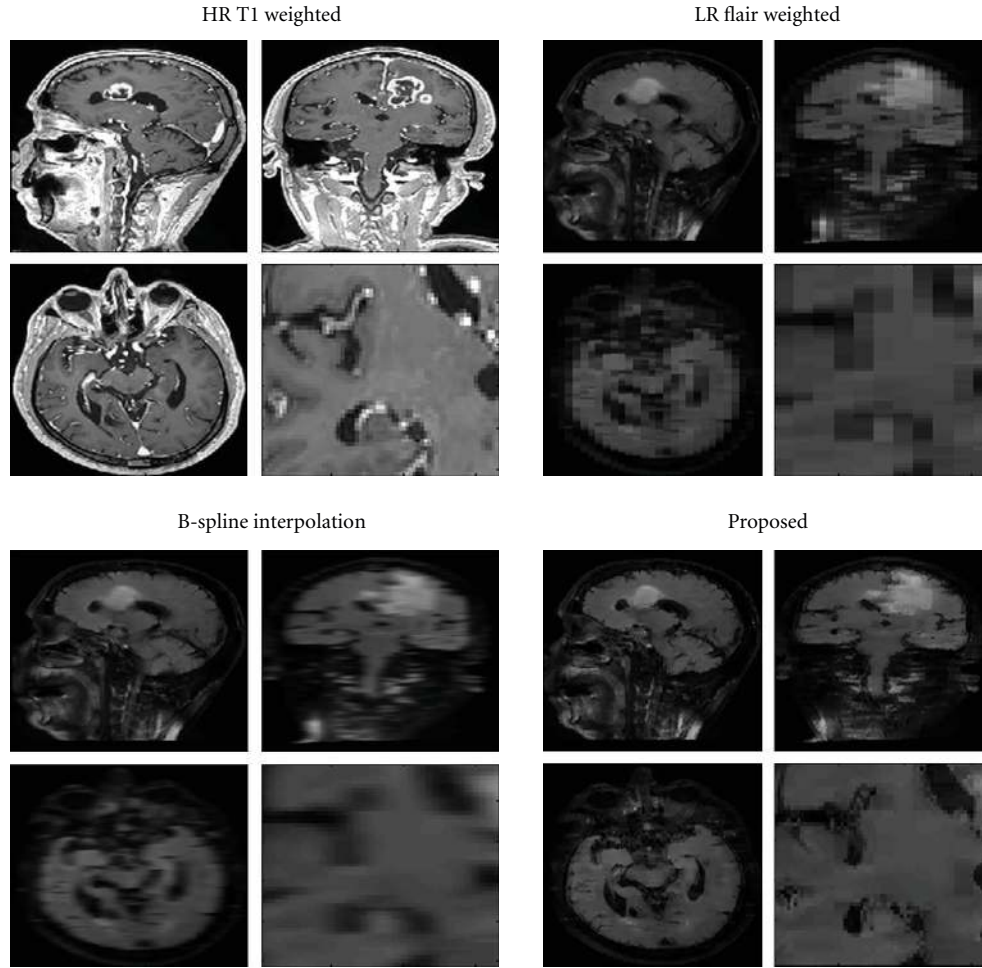 HR T1 weighted
LR flair weighted
B-spline interpolation
Proposed